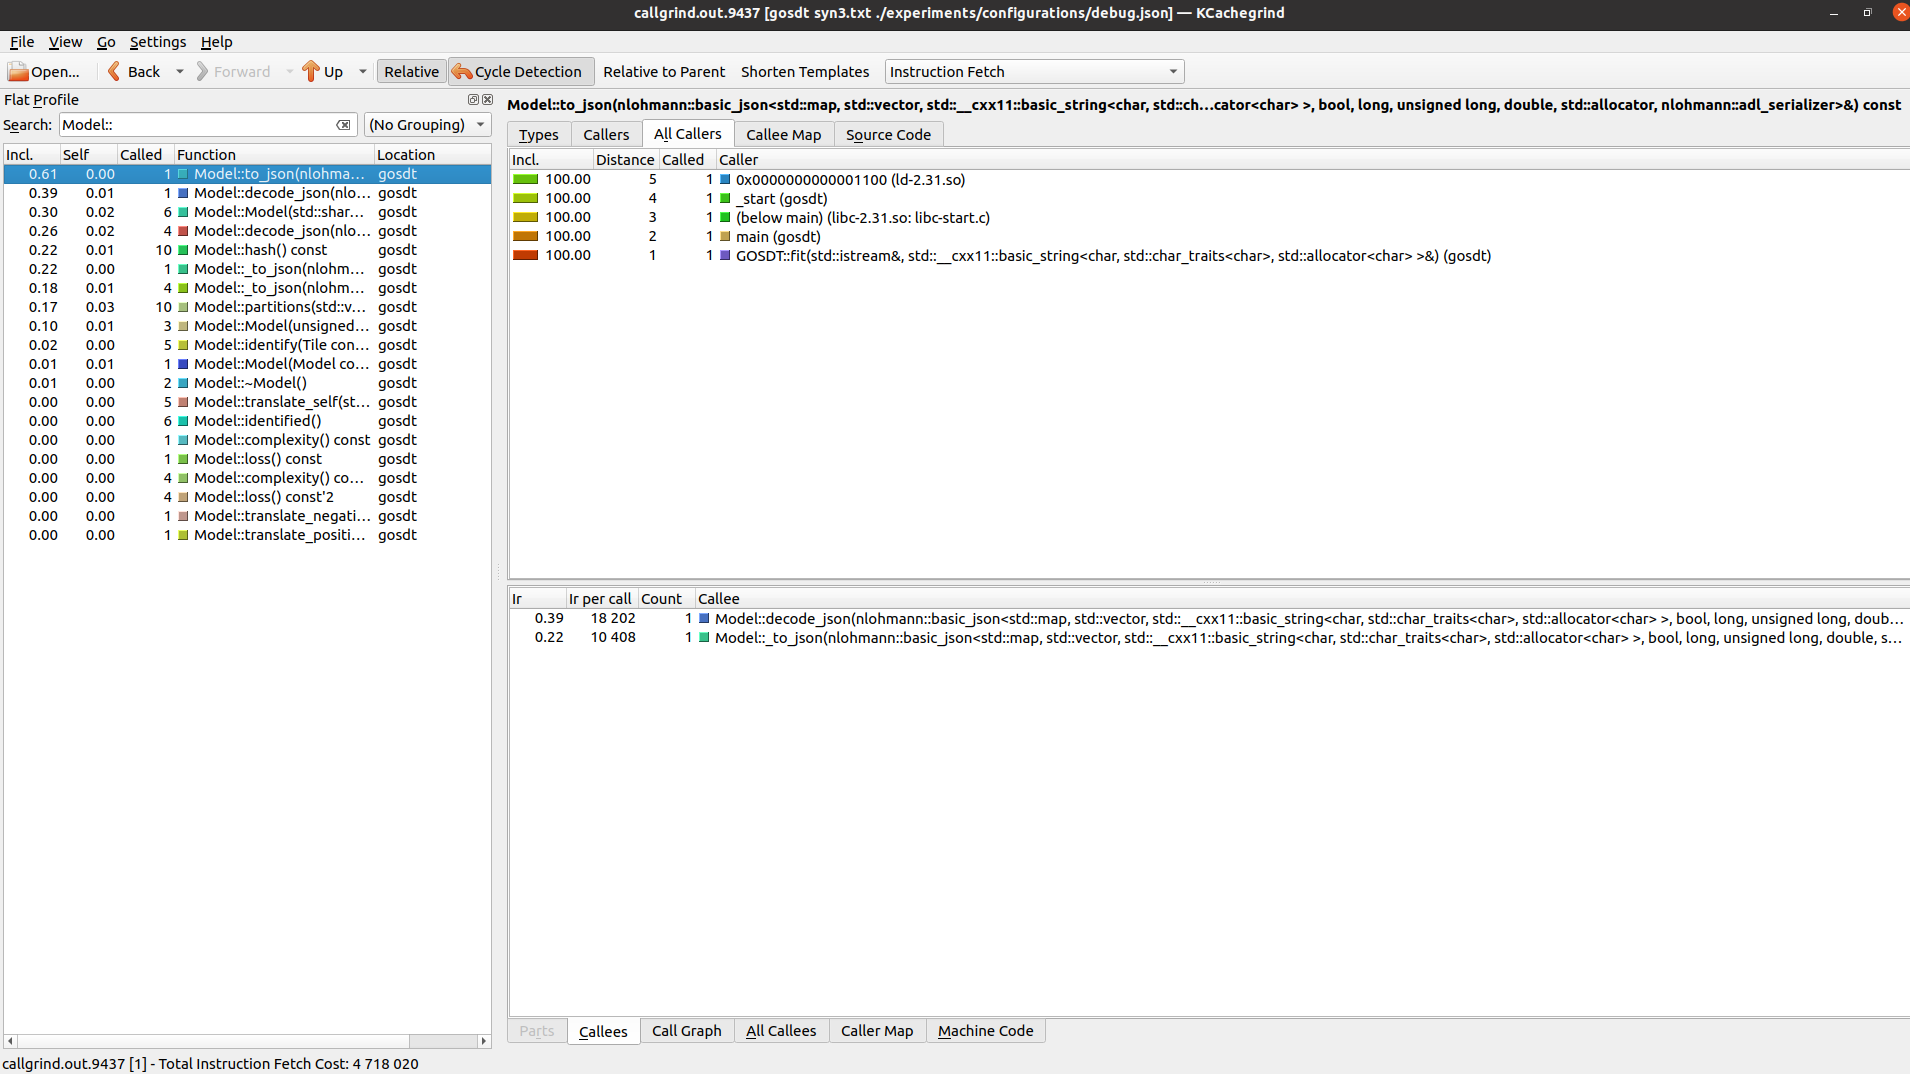 callgrind.out.9437 [gosdt syn3.txt ./experiments/configurations/debug.json] — KCachegrind
File View Go Settings Help
Open... Back Forward Up Relative Cycle Detection Relative to Parent Shorten Templates Instruction Fetch
Flat Profile
Search: Model:: (No Grouping)
Incl. Self Called Function Location
0.61 0.00 1 Model::to_json(nlohma... gosdt
0.39 0.01 1 Model::decode_json(nlo... gosdt
0.30 0.02 6 Model::Model(std::shar... gosdt
0.26 0.02 4 Model::decode_json(nlo... gosdt
0.22 0.01 10 Model::hash() const gosdt
0.22 0.00 1 Model::_to_json(nlohm... gosdt
0.18 0.01 4 Model::_to_json(nlohm... gosdt
0.17 0.03 10 Model::partitions(std::v... gosdt
0.10 0.01 3 Model::Model(unsigned... gosdt
0.02 0.00 5 Model::identify(Tile con... gosdt
0.01 0.01 1 Model::Model(Model co... gosdt
0.01 0.00 2 Model::~Model() gosdt
0.00 0.00 5 Model::translate_self(st... gosdt
0.00 0.00 6 Model::identified() gosdt
0.00 0.00 1 Model::complexity() const gosdt
0.00 0.00 1 Model::loss() const gosdt
0.00 0.00 4 Model::complexity() co... gosdt
0.00 0.00 4 Model::loss() const'2 gosdt
0.00 0.00 1 Model::translate_negati... gosdt
0.00 0.00 1 Model::translate_positi... gosdt
Model::to_json(nlohmann::basic_json<std::map, std::vector, std::__cxx11::basic_string<char, std::ch...cator<char> >, bool, long, unsigned long, double, std::allocator, nlohmann::adl_serializer>&) const
Types Callers All Callers Callee Map Source Code
Incl. Distance Called Caller
100.00 5 1 0x0000000000001100 (ld-2.31.so)
100.00 4 1 _start (gosdt)
100.00 3 1 (below main) (libc-2.31.so: libc-start.c)
100.00 2 1 main (gosdt)
100.00 1 1 GOSDT::fit(std::istream&, std::__cxx11::basic_string<char, std::char_traits<char>, std::allocator<char> >&) (gosdt)
Ir Ir per call Count Callee
0.39 18 202 1 Model::decode_json(nlohmann::basic_json<std::map, std::vector, std::__cxx11::basic_string<char, std::char_traits<char>, std::allocator<char> >, bool, long, unsigned long, doub...
0.22 10 408 1 Model::_to_json(nlohmann::basic_json<std::map, std::vector, std::__cxx11::basic_string<char, std::char_traits<char>, std::allocator<char> >, bool, long, unsigned long, double, s...
Parts Callees Call Graph All Callees Caller Map Machine Code
callgrind.out.9437 [1] - Total Instruction Fetch Cost: 4 718 020